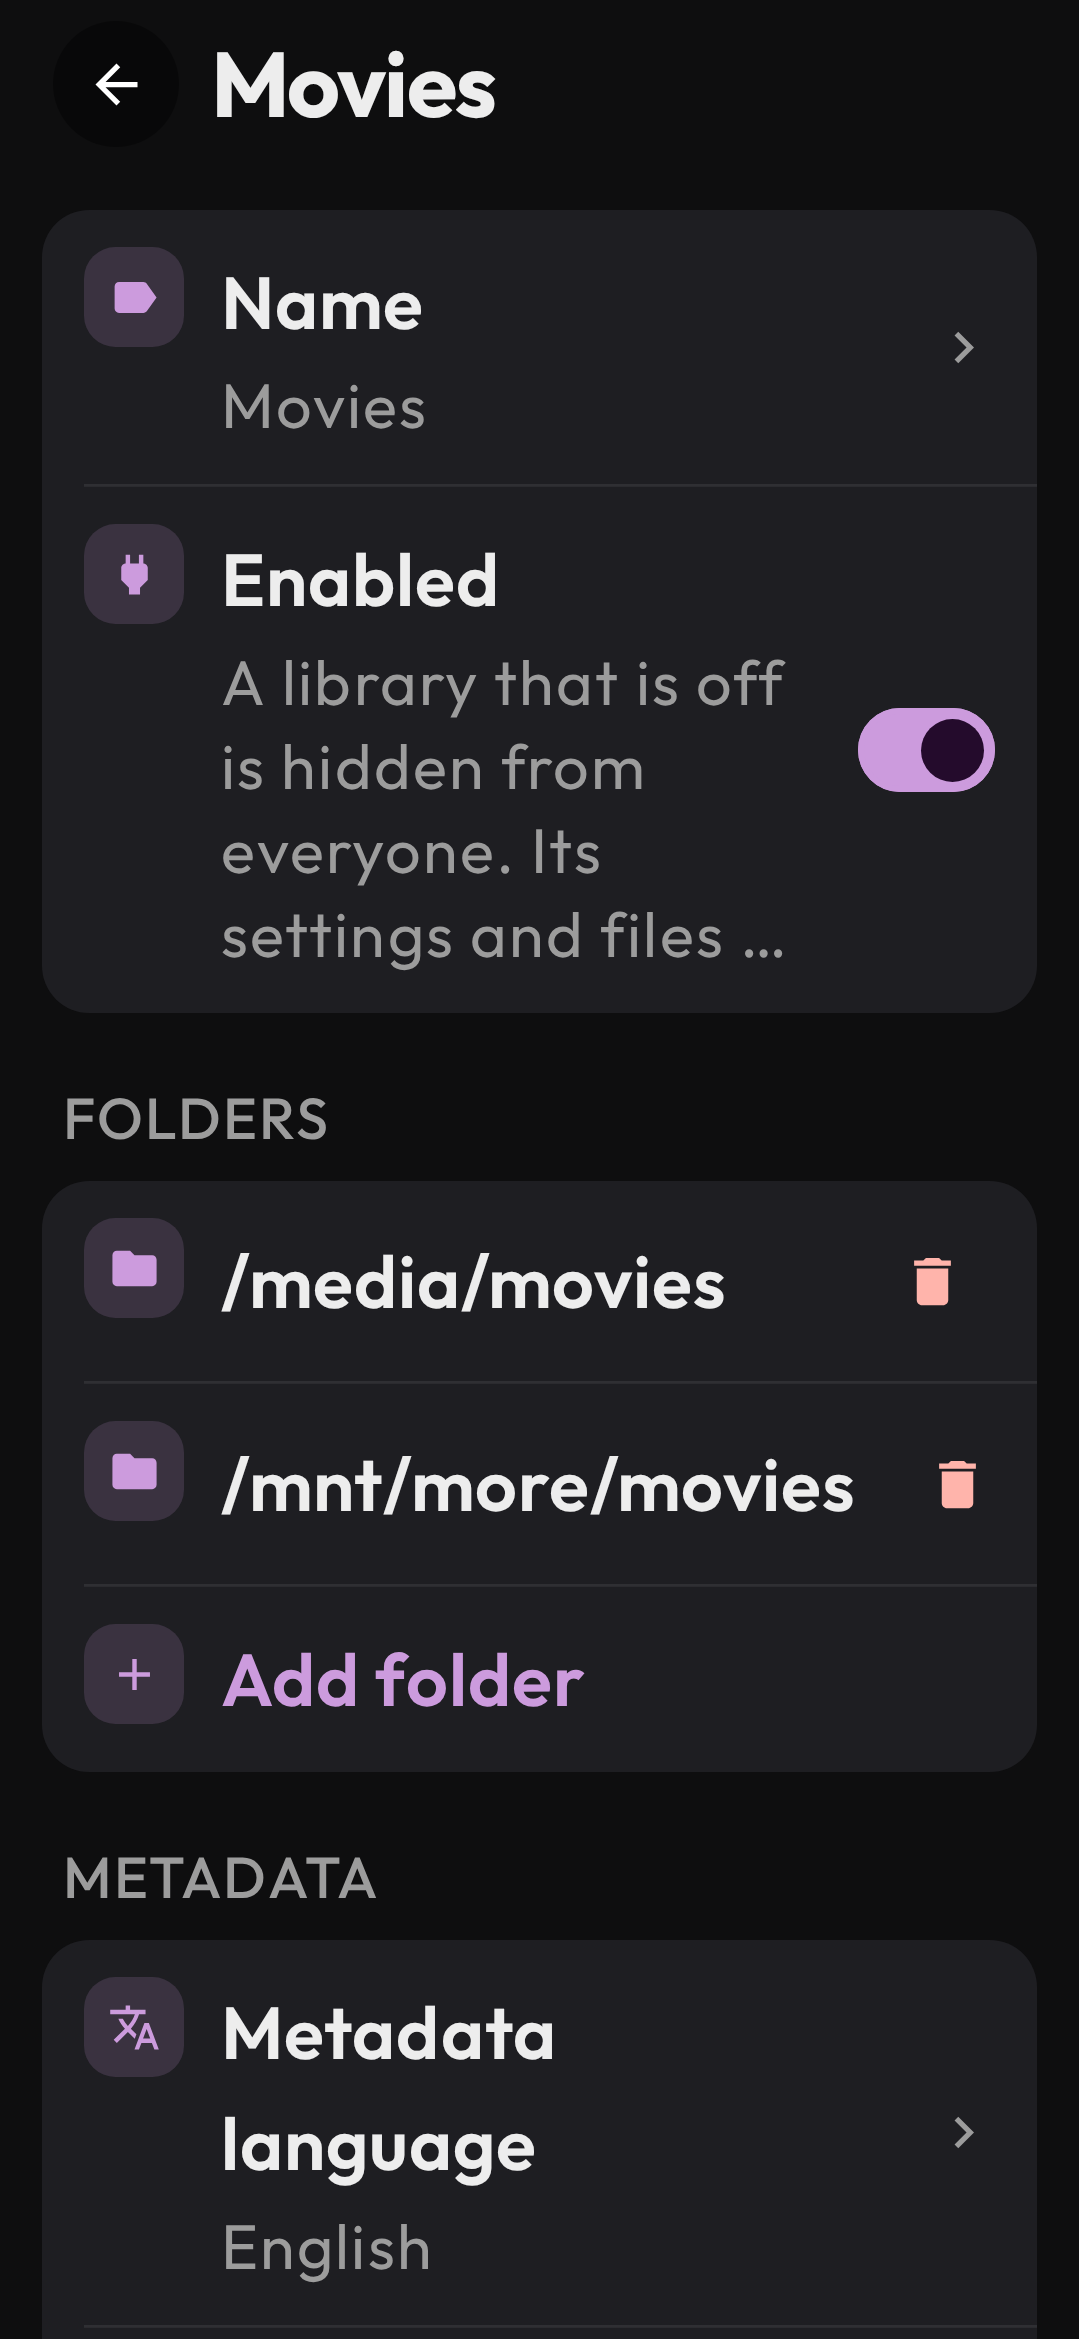 Movies
Name
Movies
Enabled
A library that is off
is hidden from
everyone. Its
settings and files ...
FOLDERS
/media/movies
/mnt/more/movies
Add folder
METADATA
Metadata
language
English